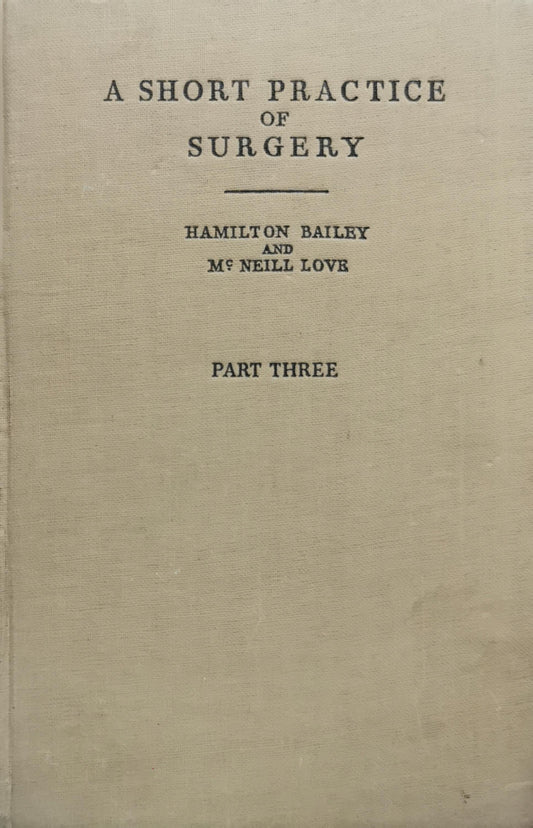 A SHORT PRACTICE
OF
SURGERY
HAMILTON BAILEY
AND
Mc NEILL LOVE
PART THREE